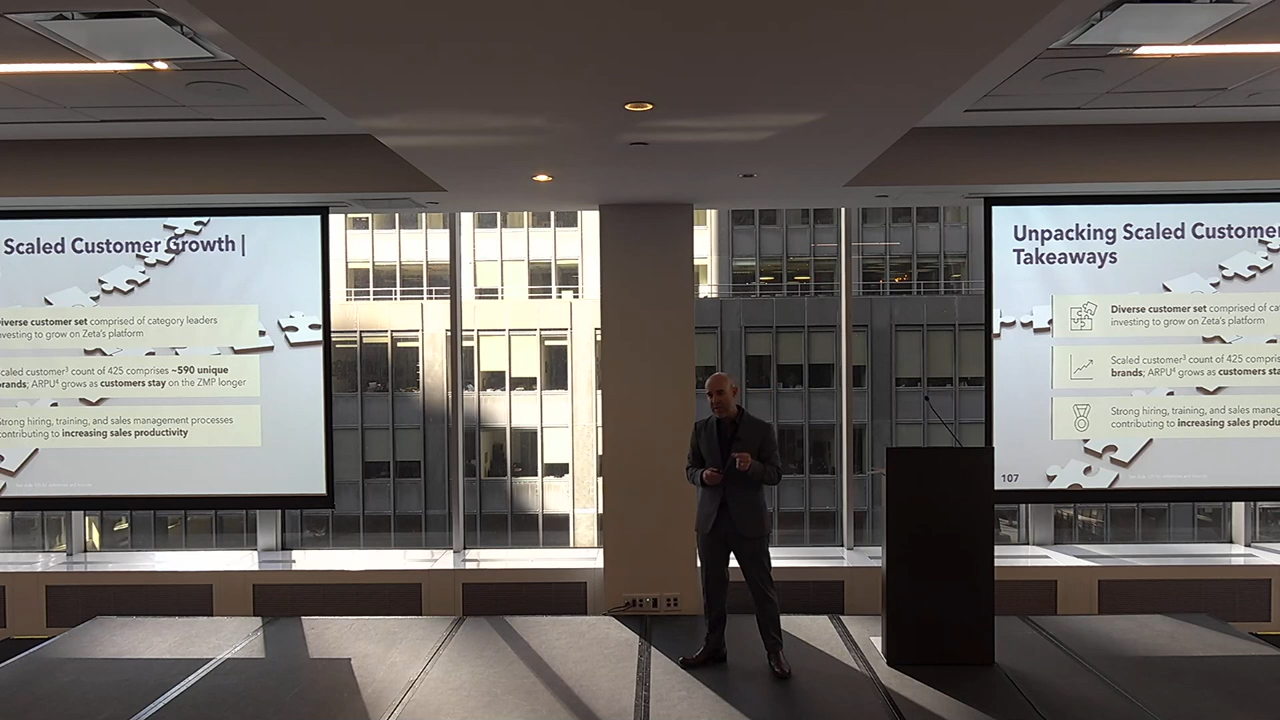 Scaled Customer Growth |
Diverse customer set comprised of category leaders
investing to grow on Zeta's platform
Scaled customer³ count of 425 comprises ~590 unique
brands; ARPU⁴ grows as customers stay on the ZMP longer
Strong hiring, training, and sales management processes
contributing to increasing sales productivity
Unpacking Scaled Customer
Takeaways
Diverse customer set comprised of ca
investing to grow on Zeta's platform
Scaled customer³ count of 425 compri
brands; ARPU⁴ grows as customers sta
Strong hiring, training, and sales manag
contributing to increasing sales produ
107